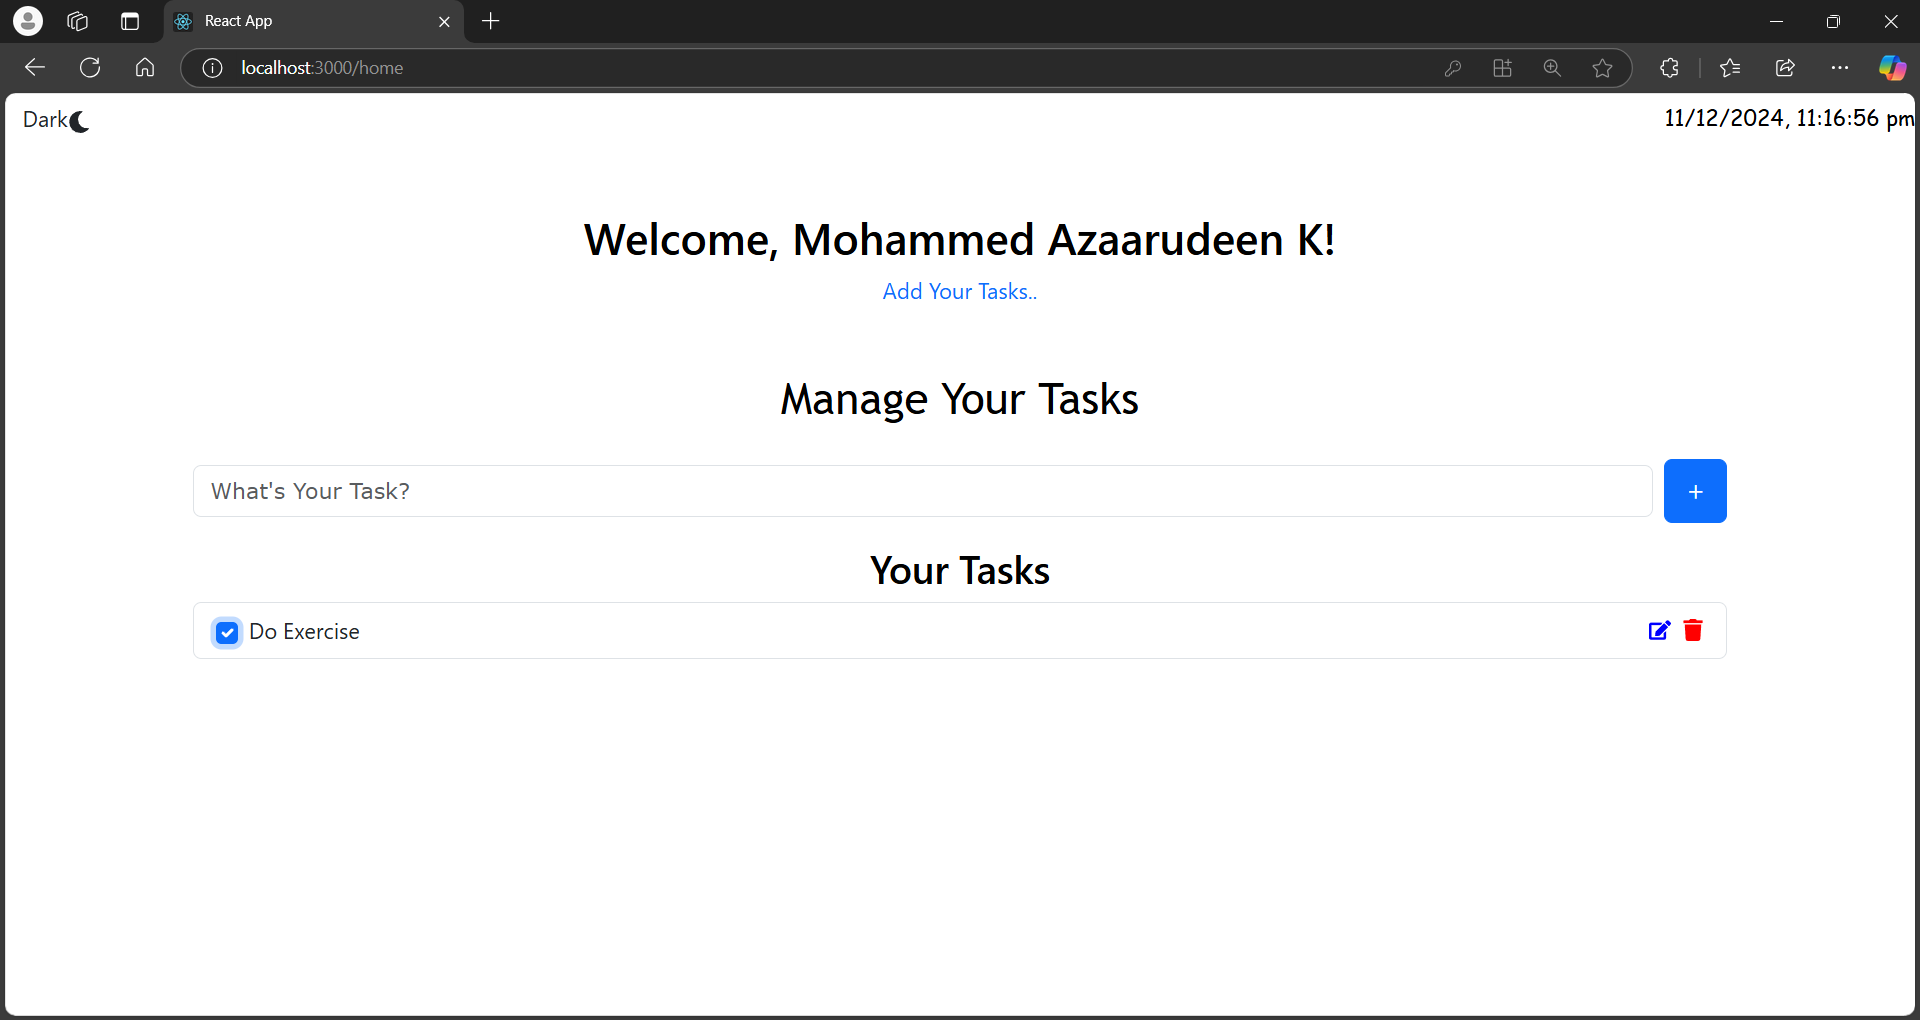 React App
localhost:3000/home
Dark
11/12/2024, 11:16:56 pm
Welcome, Mohammed Azaarudeen K!
Add Your Tasks..
Manage Your Tasks
What's Your Task?
+
Your Tasks
Do Exercise